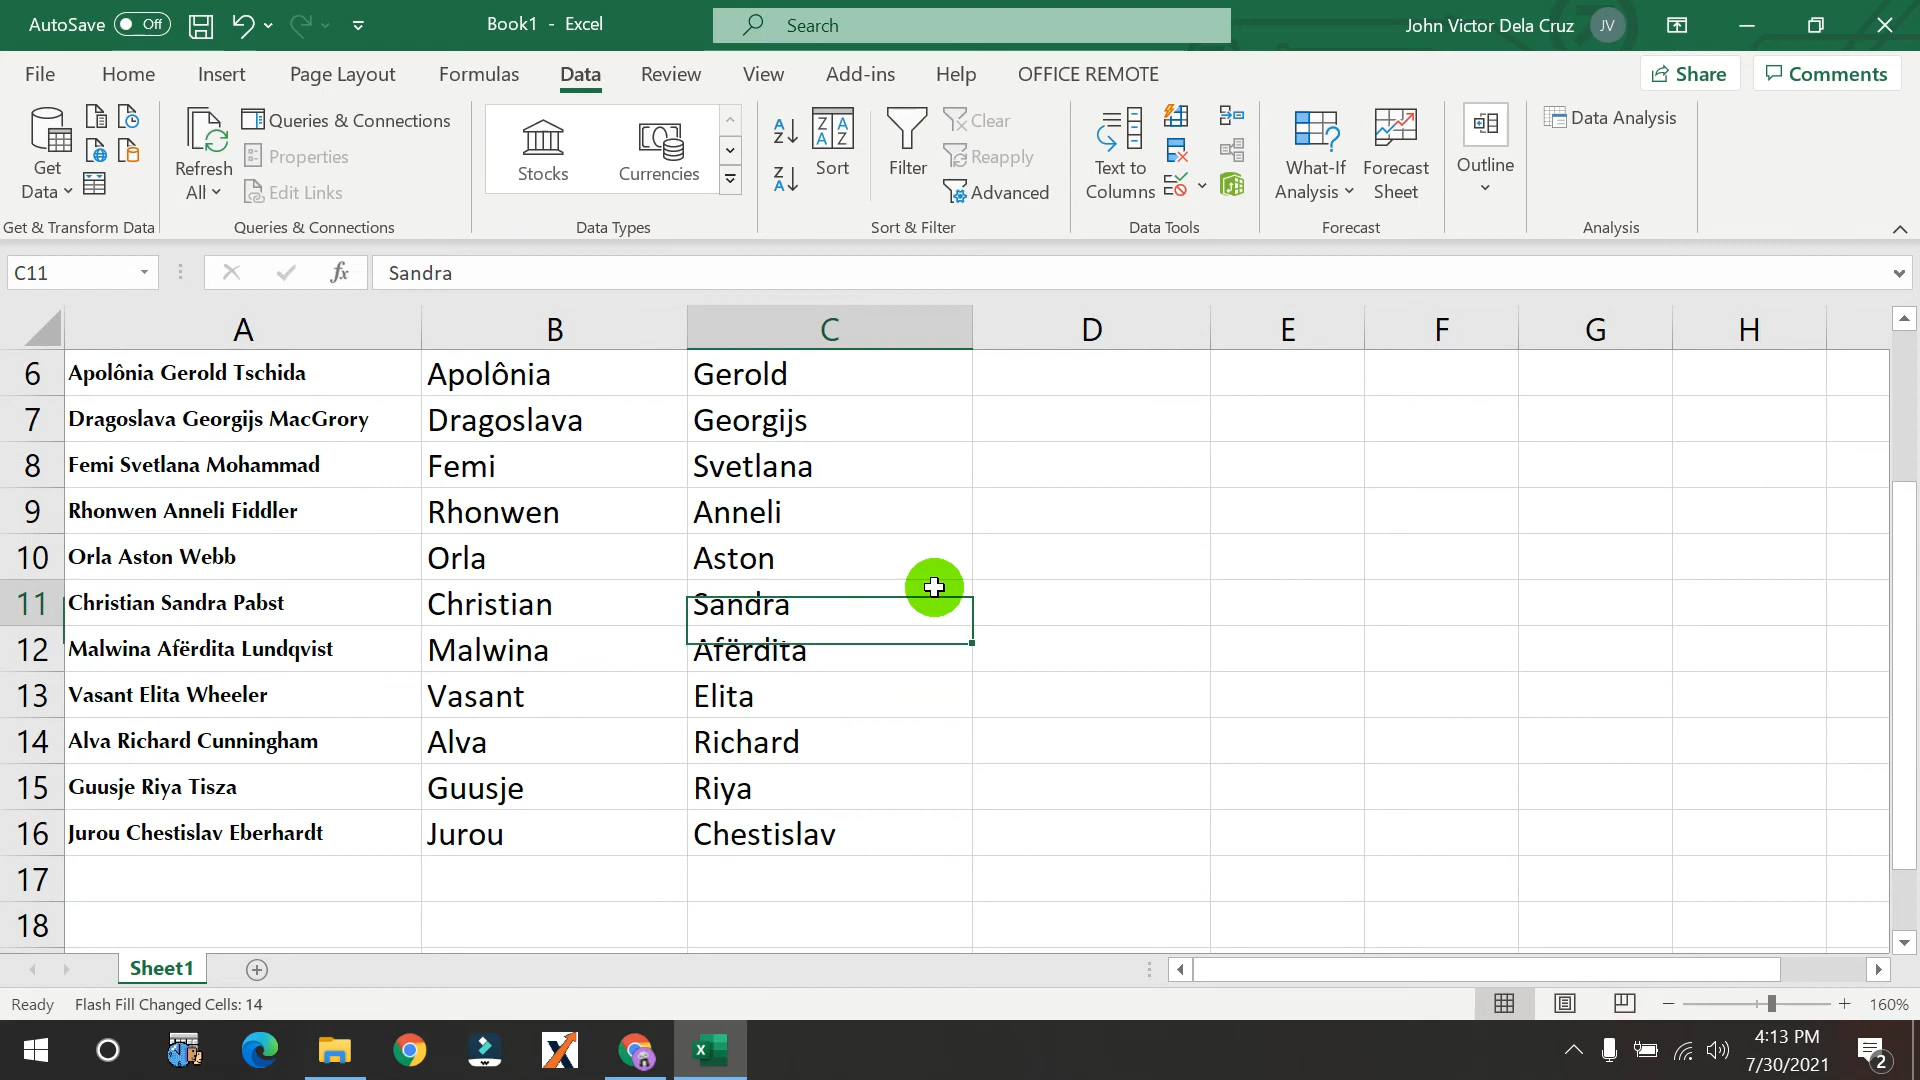 AutoSave Off Book1 - Excel Search John Victor Dela Cruz JV
File Home Insert Page Layout Formulas Data Review View Add-ins Help OFFICE REMOTE Share Comments
Get Data
Refresh All
Queries & Connections
Properties
Edit Links
Stocks
Currencies
Sort
Filter
Clear
Reapply
Advanced
Text to Columns
What-If Analysis
Forecast Sheet
Outline
Data Analysis
Get & Transform Data Queries & Connections Data Types Sort & Filter Data Tools Forecast Analysis
C11 fx Sandra
A B C D E F G H
6 Apolônia Gerold Tschida Apolônia Gerold
7 Dragoslava Georgijs MacGrory Dragoslava Georgijs
8 Femi Svetlana Mohammad Femi Svetlana
9 Rhonwen Anneli Fiddler Rhonwen Anneli
10 Orla Aston Webb Orla Aston
11 Christian Sandra Pabst Christian Sandra
12 Malwina Afërdita Lundqvist Malwina Afërdita
13 Vasant Elita Wheeler Vasant Elita
14 Alva Richard Cunningham Alva Richard
15 Guusje Riya Tisza Guusje Riya
16 Jurou Chestislav Eberhardt Jurou Chestislav
17
18
Sheet1
Ready Flash Fill Changed Cells: 14 160%
4:13 PM
7/30/2021
2